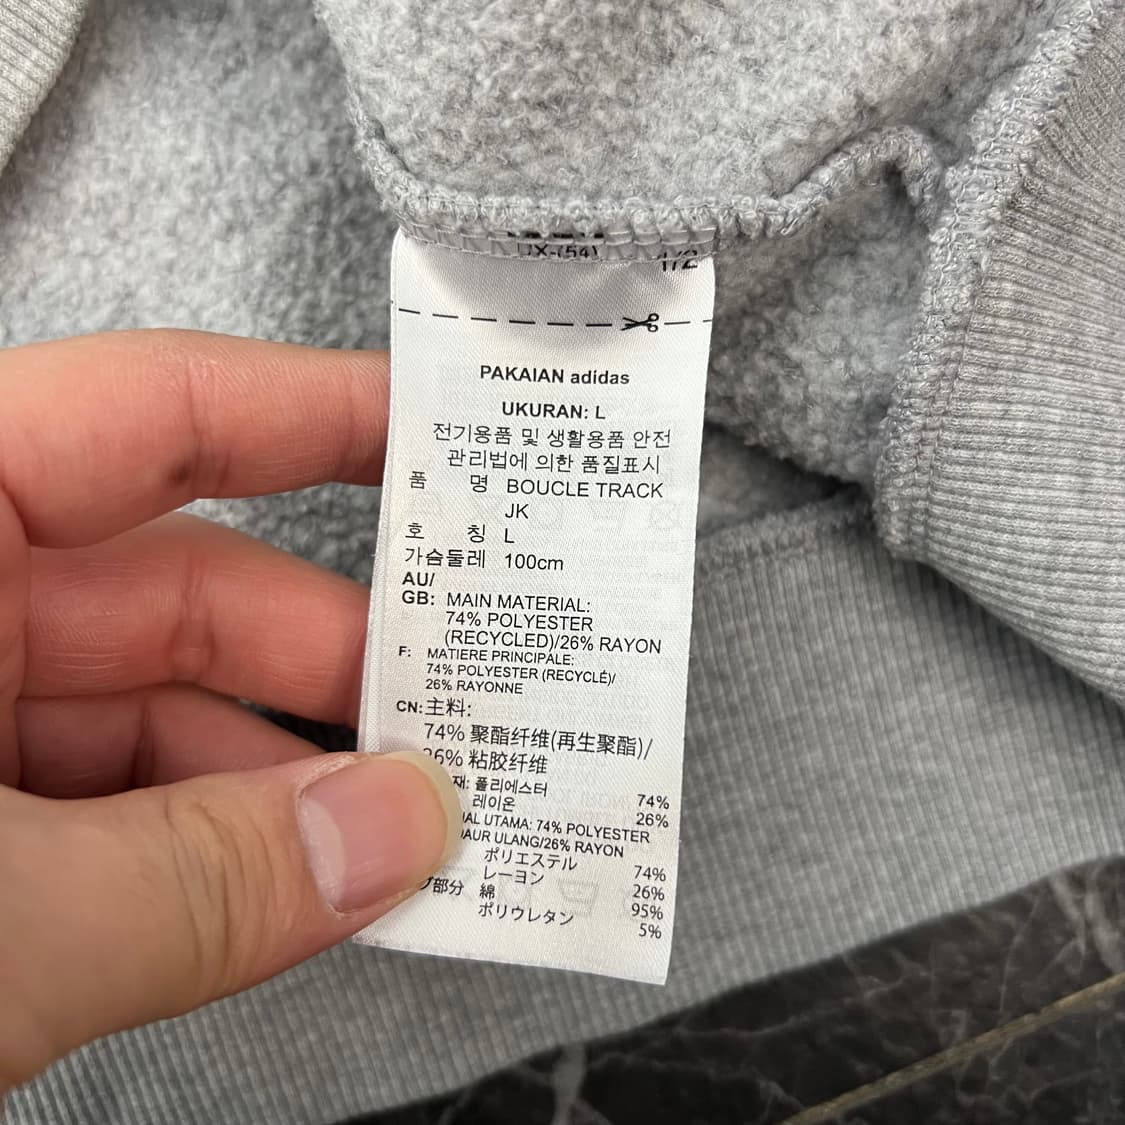 JX-(54)
1/2
PAKAIAN adidas
UKURAN: L
전기용품 및 생활용품 안전
관리법에 의한 품질표시
품 명 BOUCLE TRACK
JK
호 칭 L
가슴둘레 100cm
AU/
GB: MAIN MATERIAL:
74% POLYESTER
(RECYCLED)/26% RAYON
F: MATIERE PRINCIPALE:
74% POLYESTER (RECYCLÉ)/
26% RAYONNE
CN: 主料:
74% 聚酯纤维(再生聚酯)/
26% 粘胶纤维
재: 폴리에스터 74%
레이온 26%
UTAMA: 74% POLYESTER
ULANG/26% RAYON
ポリエステル 74%
レーヨン 26%
部分 綿 95%
ポリウレタン 5%